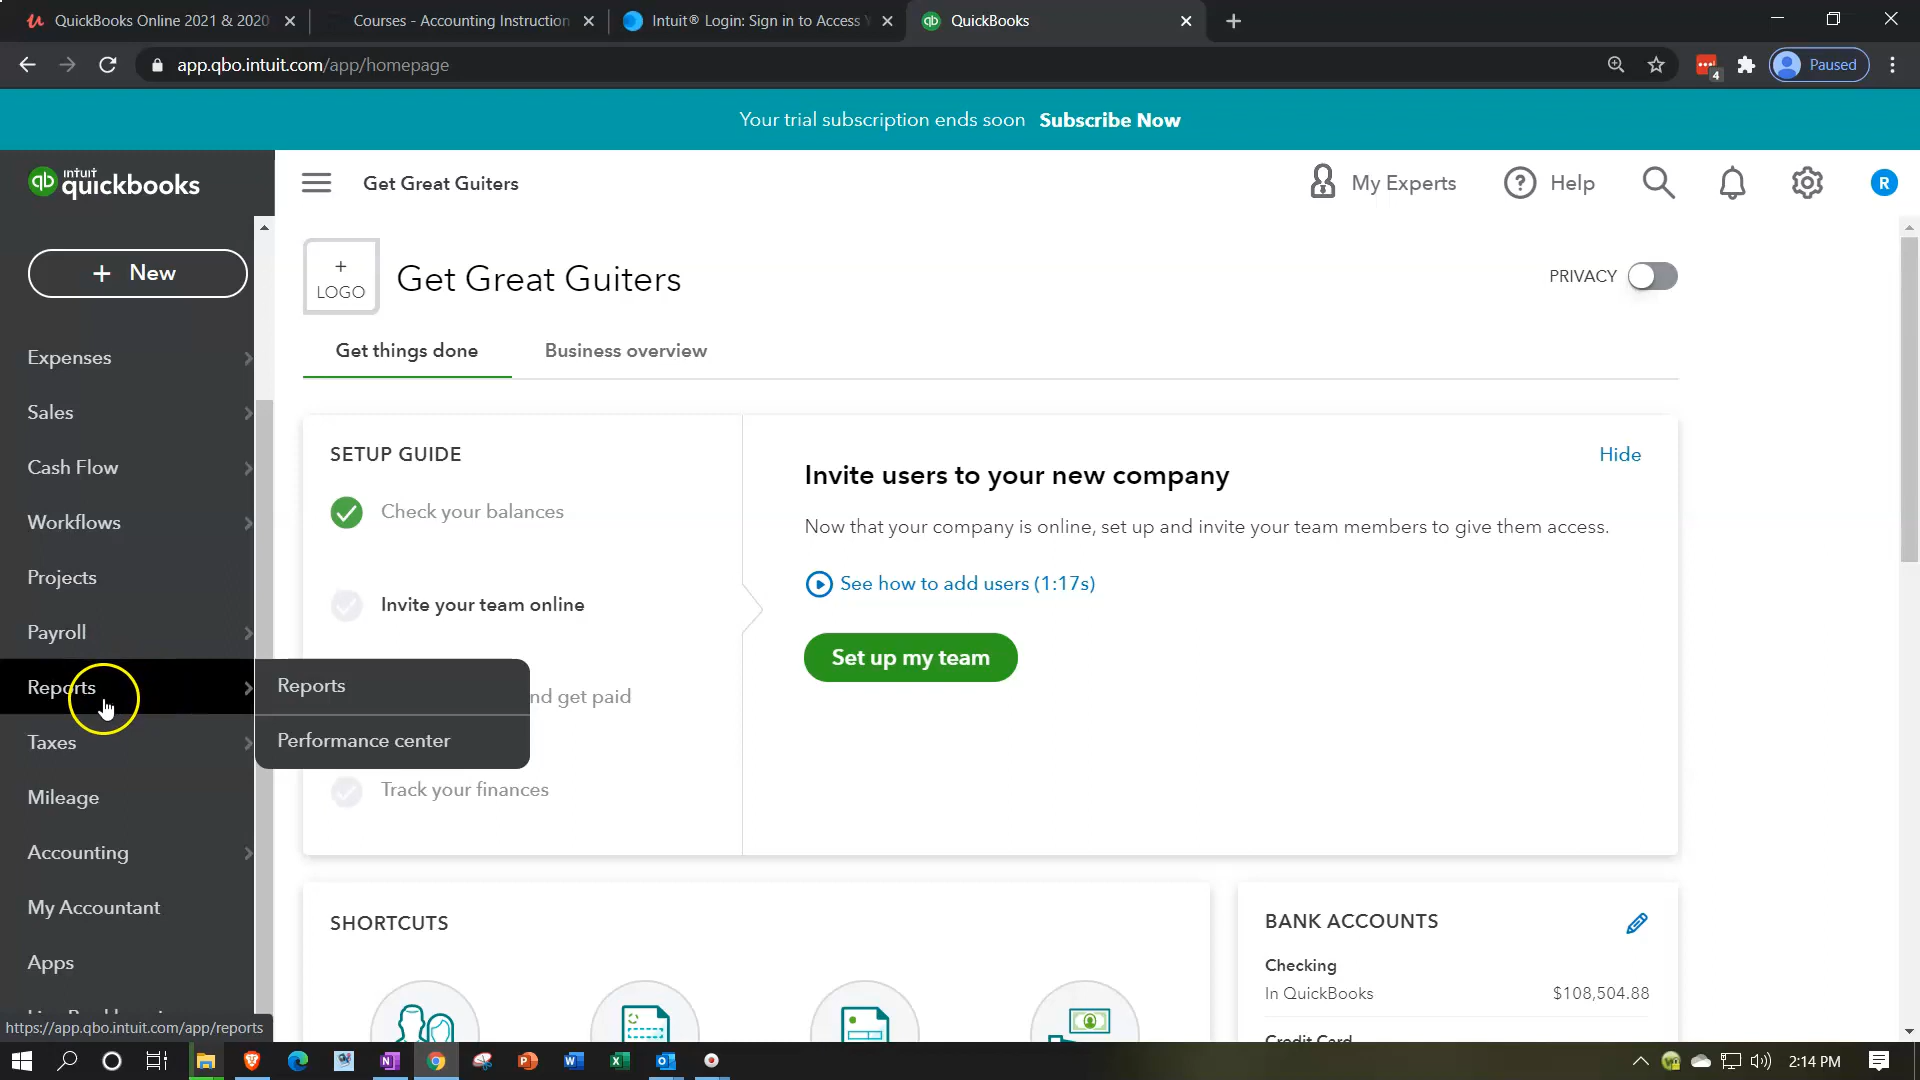 QuickBooks Online 2021 & 2020
Courses - Accounting Instruction
Intuit® Login: Sign in to Access
QuickBooks
app.qbo.intuit.com/app/homepage
4
Paused
Your trial subscription ends soon Subscribe Now
intuit
quickbooks
Get Great Guiters
My Experts
Help
R
+ New
+
LOGO
Get Great Guiters
PRIVACY
Get things done
Business overview
Expenses
Sales
Cash Flow
Workflows
Projects
Payroll
Reports
Taxes
Mileage
Accounting
My Accountant
Apps
Reports
Performance center
SETUP GUIDE
Check your balances
Invite your team online
nd get paid
Track your finances
Hide
Invite users to your new company
Now that your company is online, set up and invite your team members to give them access.
See how to add users (1:17s)
Set up my team
SHORTCUTS
BANK ACCOUNTS
Checking
In QuickBooks
$108,504.88
Credit Card
https://app.qbo.intuit.com/app/reports
2:14 PM